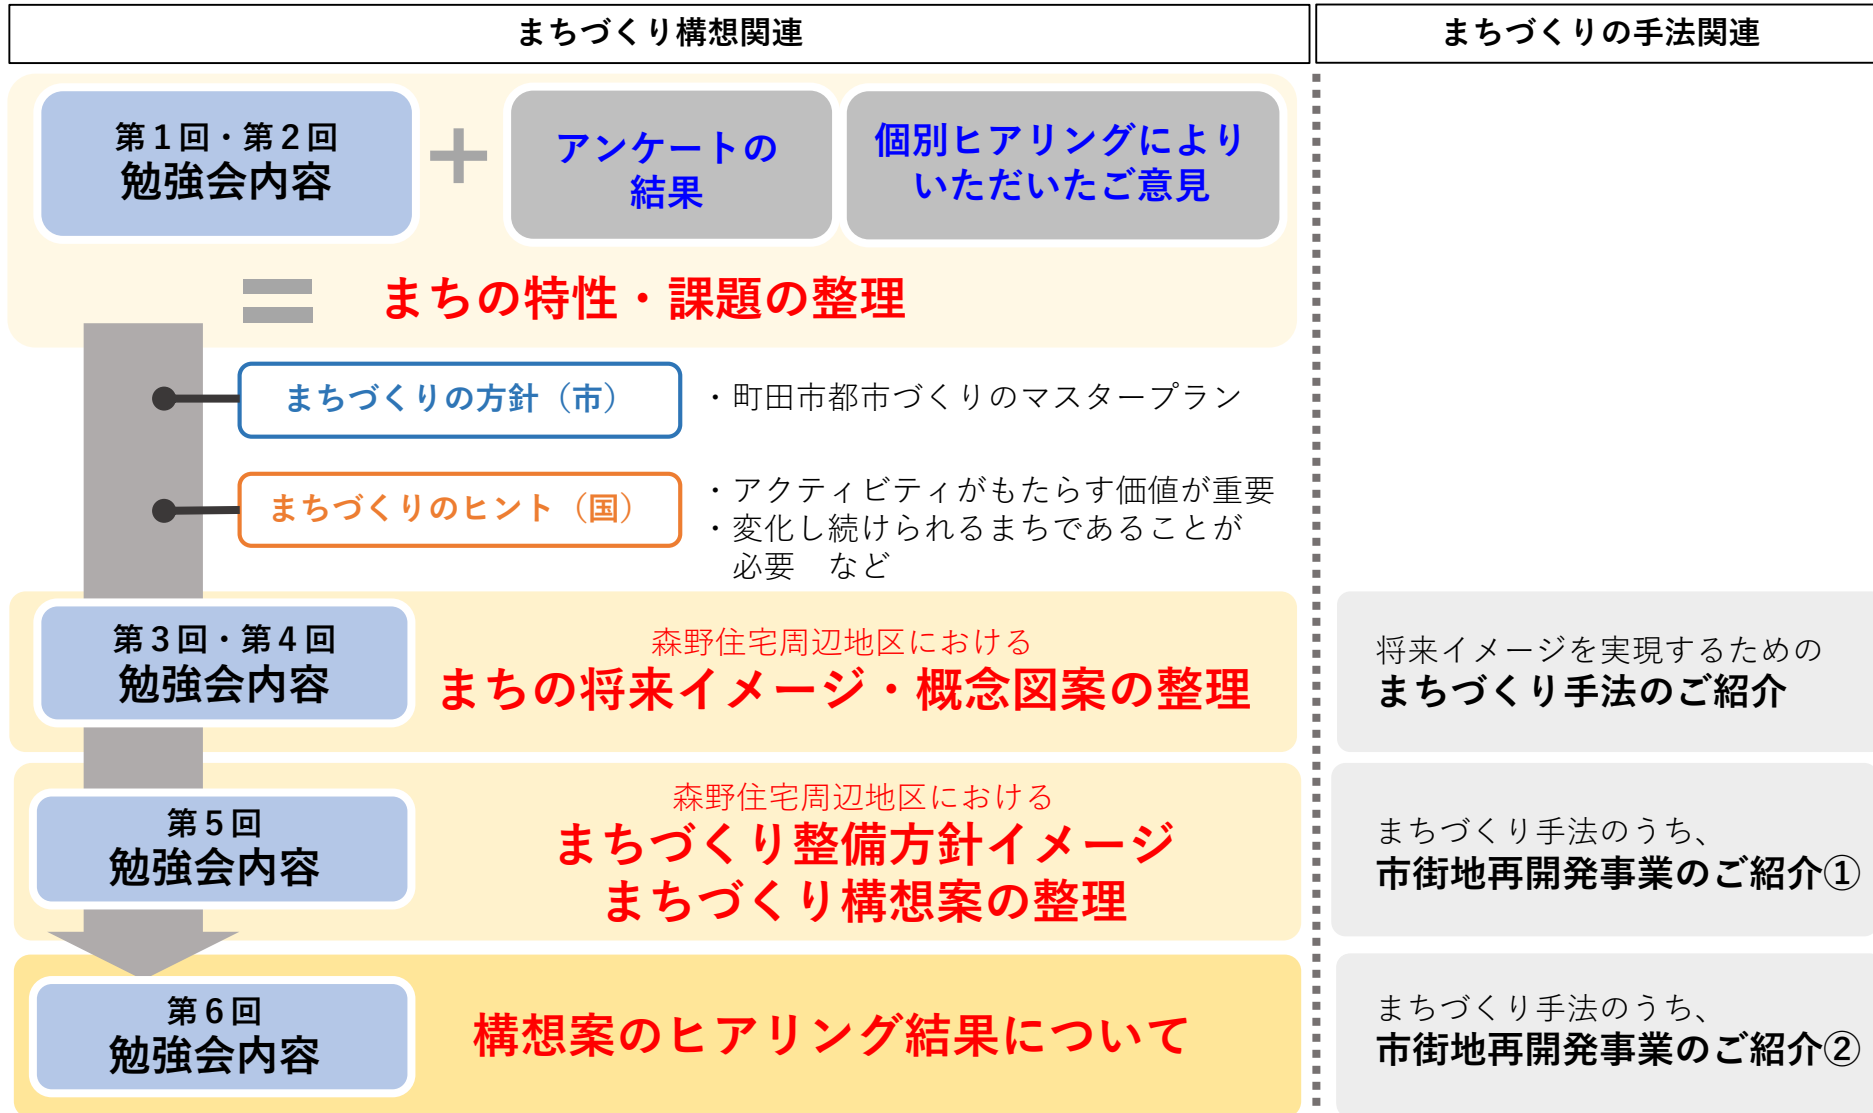 まちづくり構想関連
まちづくりの手法関連
第1回・第2回
勉強会内容
＋
アンケートの
結果
個別ヒアリングにより
いただいたご意見
＝
まちの特性・課題の整理
まちづくりの方針（市）
・町田市都市づくりのマスタープラン
まちづくりのヒント（国）
・アクティビティがもたらす価値が重要
・変化し続けられるまちであることが
必要　など
第3回・第4回
勉強会内容
森野住宅周辺地区における
まちの将来イメージ・概念図案の整理
将来イメージを実現するための
まちづくり手法のご紹介
第5回
勉強会内容
森野住宅周辺地区における
まちづくり整備方針イメージ
まちづくり構想案の整理
まちづくり手法のうち、
市街地再開発事業のご紹介①
第6回
勉強会内容
構想案のヒアリング結果について
まちづくり手法のうち、
市街地再開発事業のご紹介②